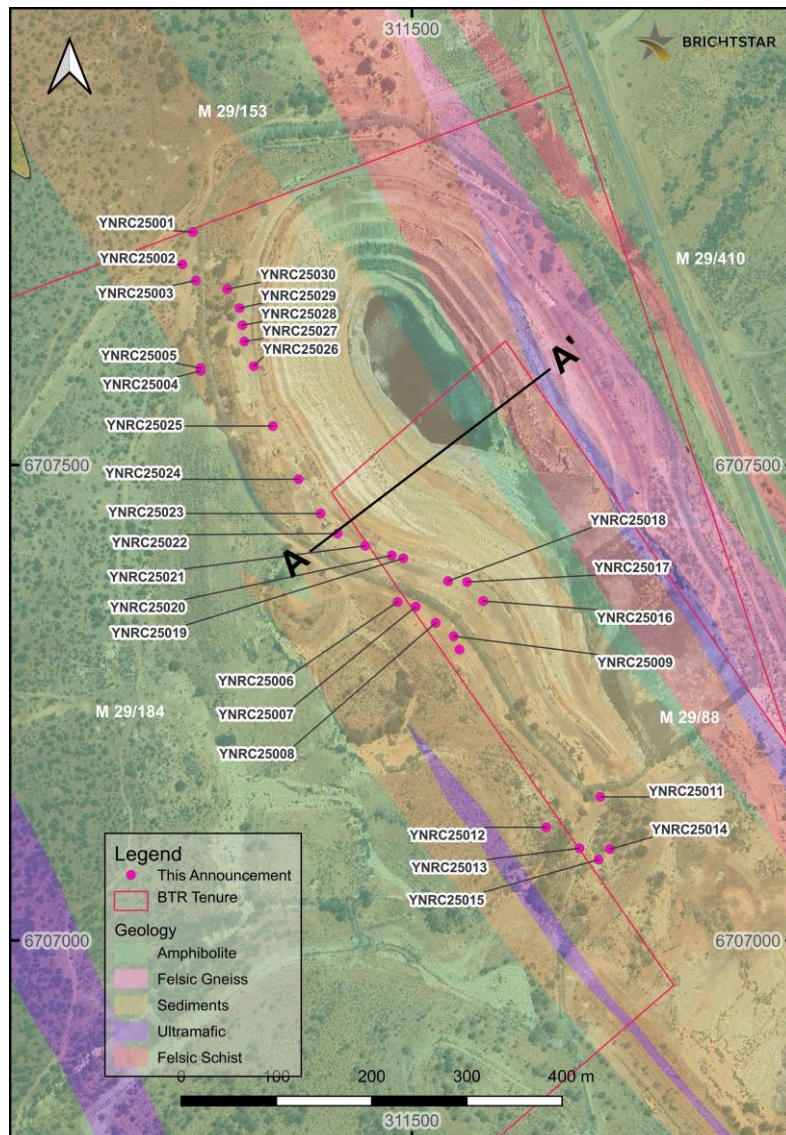 311500
BRIGHTSTAR
M 29/153
YNRC25001
YNRC25002
YNRC25003
M 29/410
YNRC25030
YNRC25029
YNRC25028
YNRC25027
YNRC25026
YNRC25005
YNRC25004
A'
YNRC25025
6707500
6707500
YNRC25024
YNRC25023
YNRC25018
YNRC25022
A
YNRC25021
YNRC25017
YNRC25020
YNRC25016
YNRC25019
YNRC25009
YNRC25006
YNRC25007
M 29/184
M 29/88
YNRC25008
YNRC25011
YNRC25012
YNRC25014
YNRC25013
YNRC25015
Legend
This Announcement
BTR Tenure
Geology
Amphibolite
Felsic Gneiss
Sediments
Ultramafic
Felsic Schist
6707000
6707000
0 100 200 300 400 m
311500